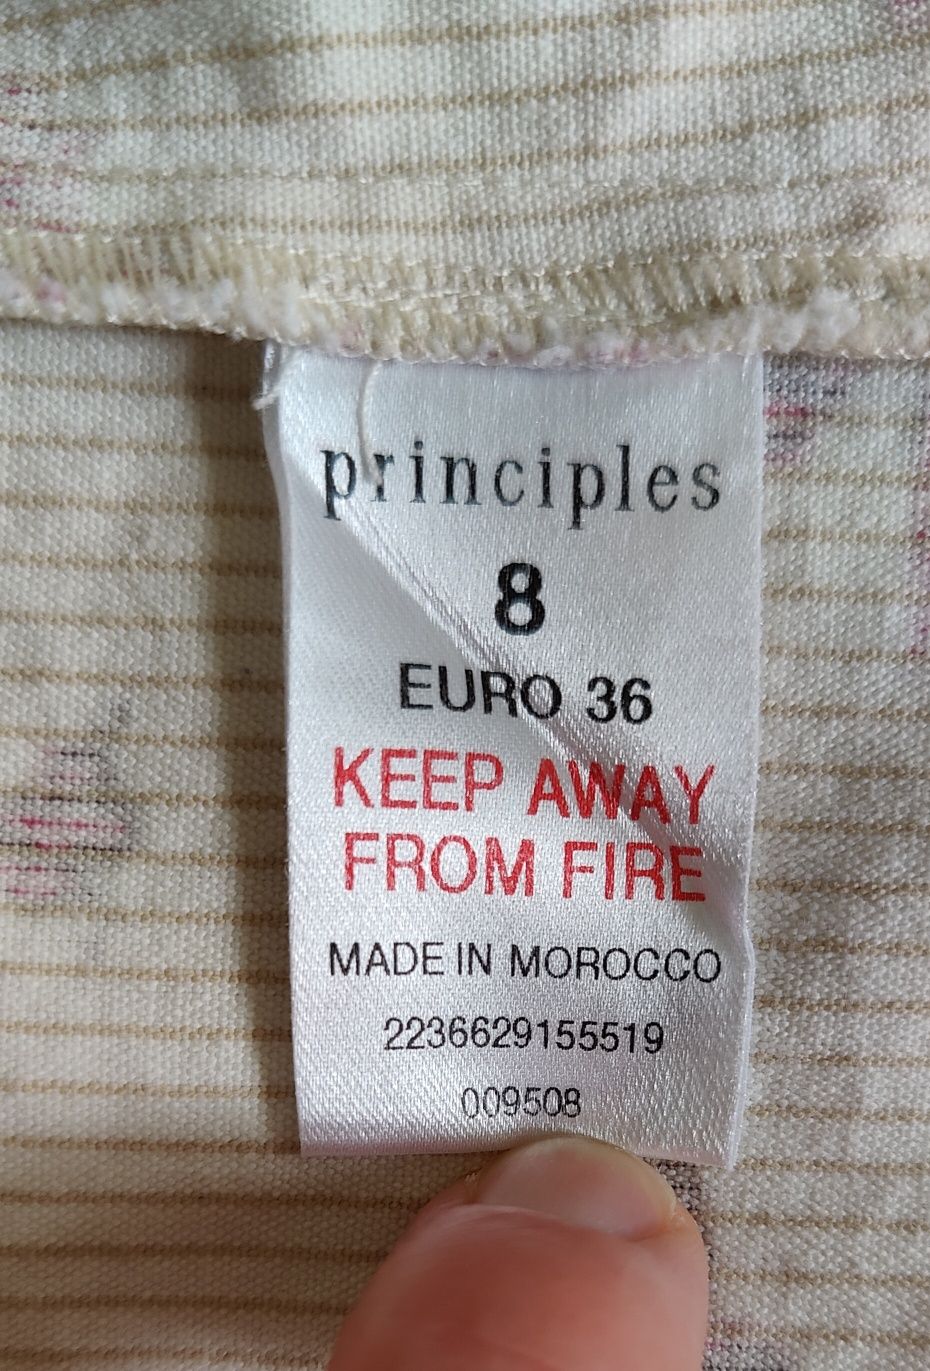 principles
8
EURO 36
KEEP AWAY
FROM FIRE
MADE IN MOROCCO
2236629155519
009508